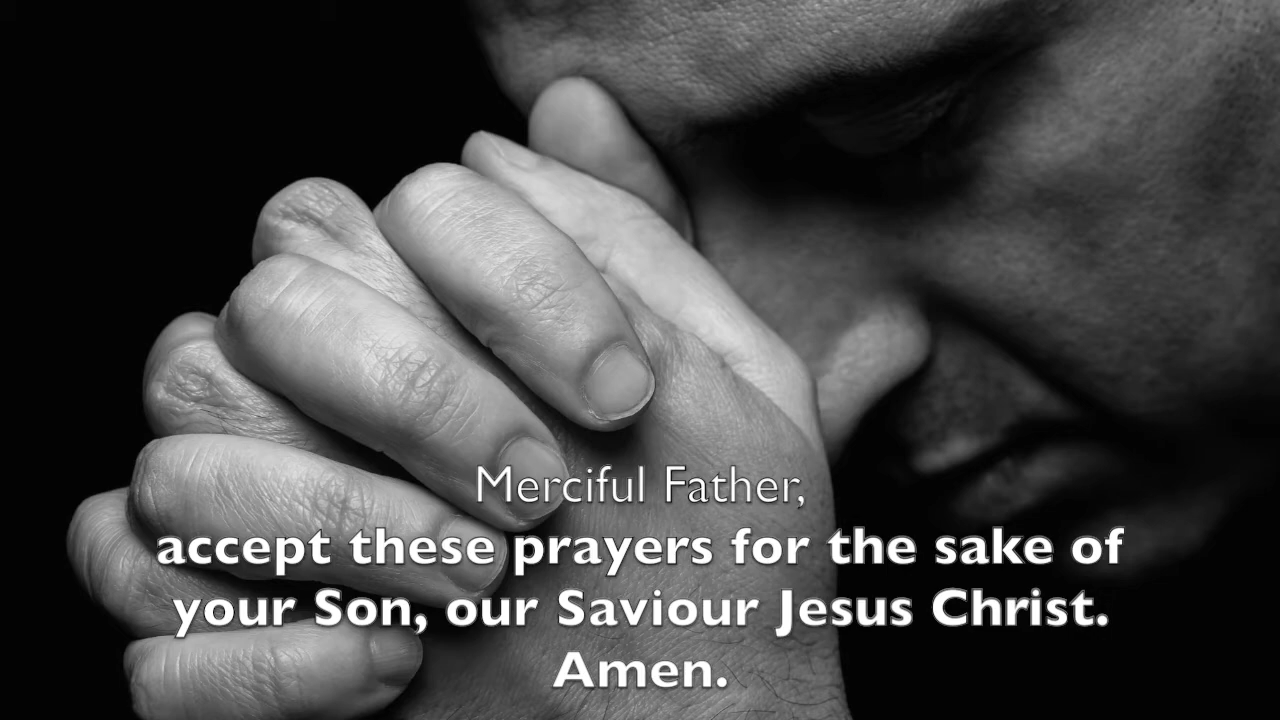 Merciful Father,
accept these prayers for the sake of
your Son, our Saviour Jesus Christ.
Amen.